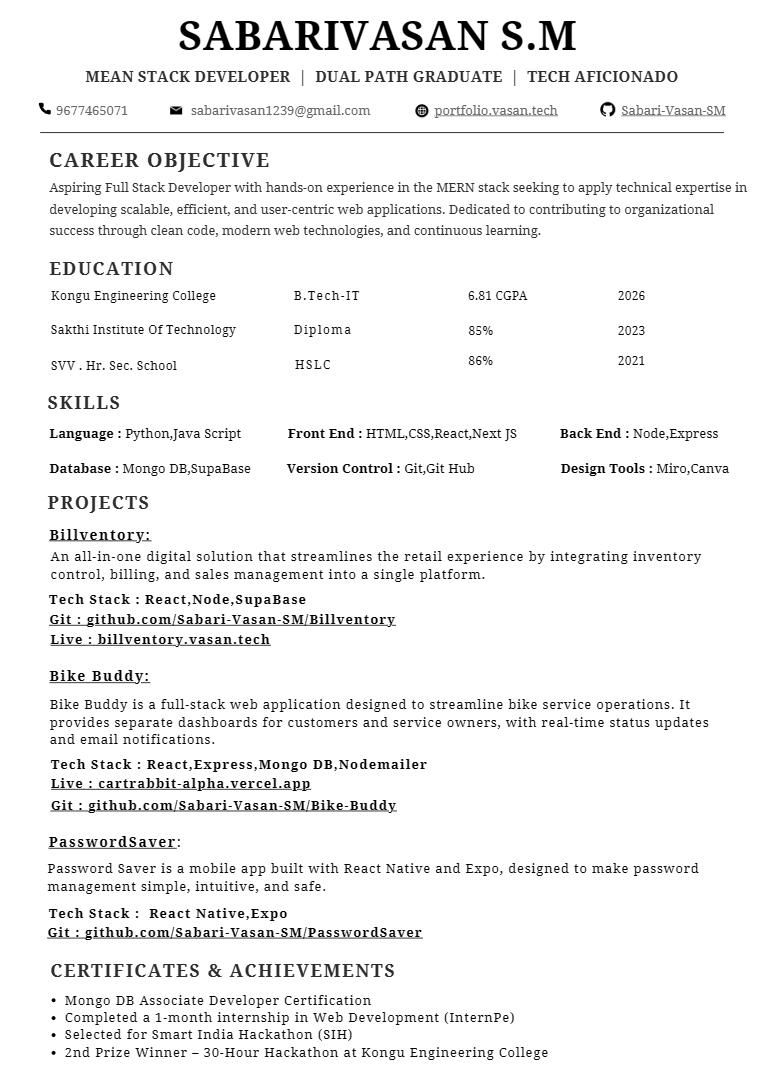 SABARIVASAN S.M
MEAN STACK DEVELOPER | DUAL PATH GRADUATE | TECH AFICIONADO
9677465071 sabarivasan1239@gmail.com portfolio.vasan.tech Sabari-Vasan-SM
CAREER OBJECTIVE
Aspiring Full Stack Developer with hands-on experience in the MERN stack seeking to apply technical expertise in
developing scalable, efficient, and user-centric web applications. Dedicated to contributing to organizational
success through clean code, modern web technologies, and continuous learning.
EDUCATION
Kongu Engineering College B.Tech-IT 6.81 CGPA 2026
Sakthi Institute Of Technology Diploma 85% 2023
SVV . Hr. Sec. School HSLC 86% 2021
SKILLS
Language : Python,Java Script Front End : HTML,CSS,React,Next JS Back End : Node,Express
Database : Mongo DB,SupaBase Version Control : Git,Git Hub Design Tools : Miro,Canva
PROJECTS
Billventory:
An all-in-one digital solution that streamlines the retail experience by integrating inventory
control, billing, and sales management into a single platform.
Tech Stack : React,Node,SupaBase
Git : github.com/Sabari-Vasan-SM/Billventory
Live : billventory.vasan.tech
Bike Buddy:
Bike Buddy is a full-stack web application designed to streamline bike service operations. It
provides separate dashboards for customers and service owners, with real-time status updates
and email notifications.
Tech Stack : React,Express,Mongo DB,Nodemailer
Live : cartrabbit-alpha.vercel.app
Git : github.com/Sabari-Vasan-SM/Bike-Buddy
PasswordSaver:
Password Saver is a mobile app built with React Native and Expo, designed to make password
management simple, intuitive, and safe.
Tech Stack : React Native,Expo
Git : github.com/Sabari-Vasan-SM/PasswordSaver
CERTIFICATES & ACHIEVEMENTS
• Mongo DB Associate Developer Certification
• Completed a 1-month internship in Web Development (InternPe)
• Selected for Smart India Hackathon (SIH)
• 2nd Prize Winner – 30-Hour Hackathon at Kongu Engineering College